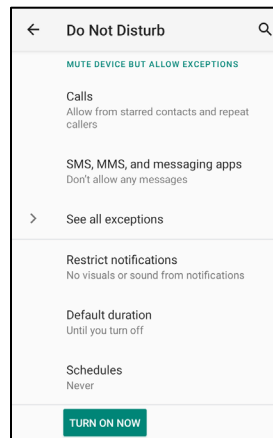 Do Not Disturb
MUTE DEVICE BUT ALLOW EXCEPTIONS
Calls
Allow from starred contacts and repeat
callers
SMS, MMS, and messaging apps
Don't allow any messages
See all exceptions
Restrict notifications
No visuals or sound from notifications
Default duration
Until you turn off
Schedules
Never
TURN ON NOW